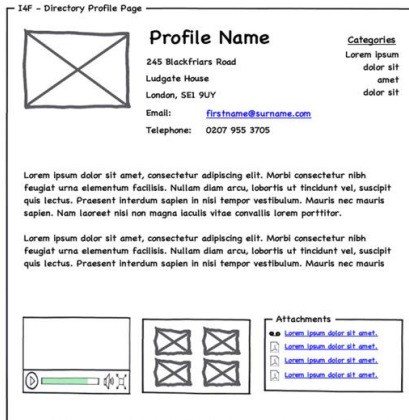 I4F - Directory Profile Page
Profile Name
245 Blackfriars Road
Ludgate House
London, SE1 9UY
Email: firstname@surname.com
Telephone: 0207 955 3705
Categories
Lorem ipsum
dolor sit
amet
dolor sit
Lorem ipsum dolor sit amet, consectetur adipiscing elit. Morbi consectetur nibh
feugiat urna elementum facilisis. Nullam diam arcu, lobortis ut tincidunt vel, suscipit
quis lectus. Praesent interdum sapien in nisi tempor vestibulum. Mauris nec mauris
sapien. Nam laoreet nisi non magna iaculis vitae convallis lorem porttitor.
Lorem ipsum dolor sit amet, consectetur adipiscing elit. Morbi consectetur nibh
feugiat urna elementum facilisis. Nullam diam arcu, lobortis ut tincidunt vel, suscipit
quis lectus. Praesent interdum sapien in nisi tempor vestibulum. Mauris nec mauris
Attachments
Lorem ipsum dolor sit amet,
Lorem ipsum dolor sit amet,
Lorem ipsum dolor sit amet,
Lorem ipsum dolor sit amet,